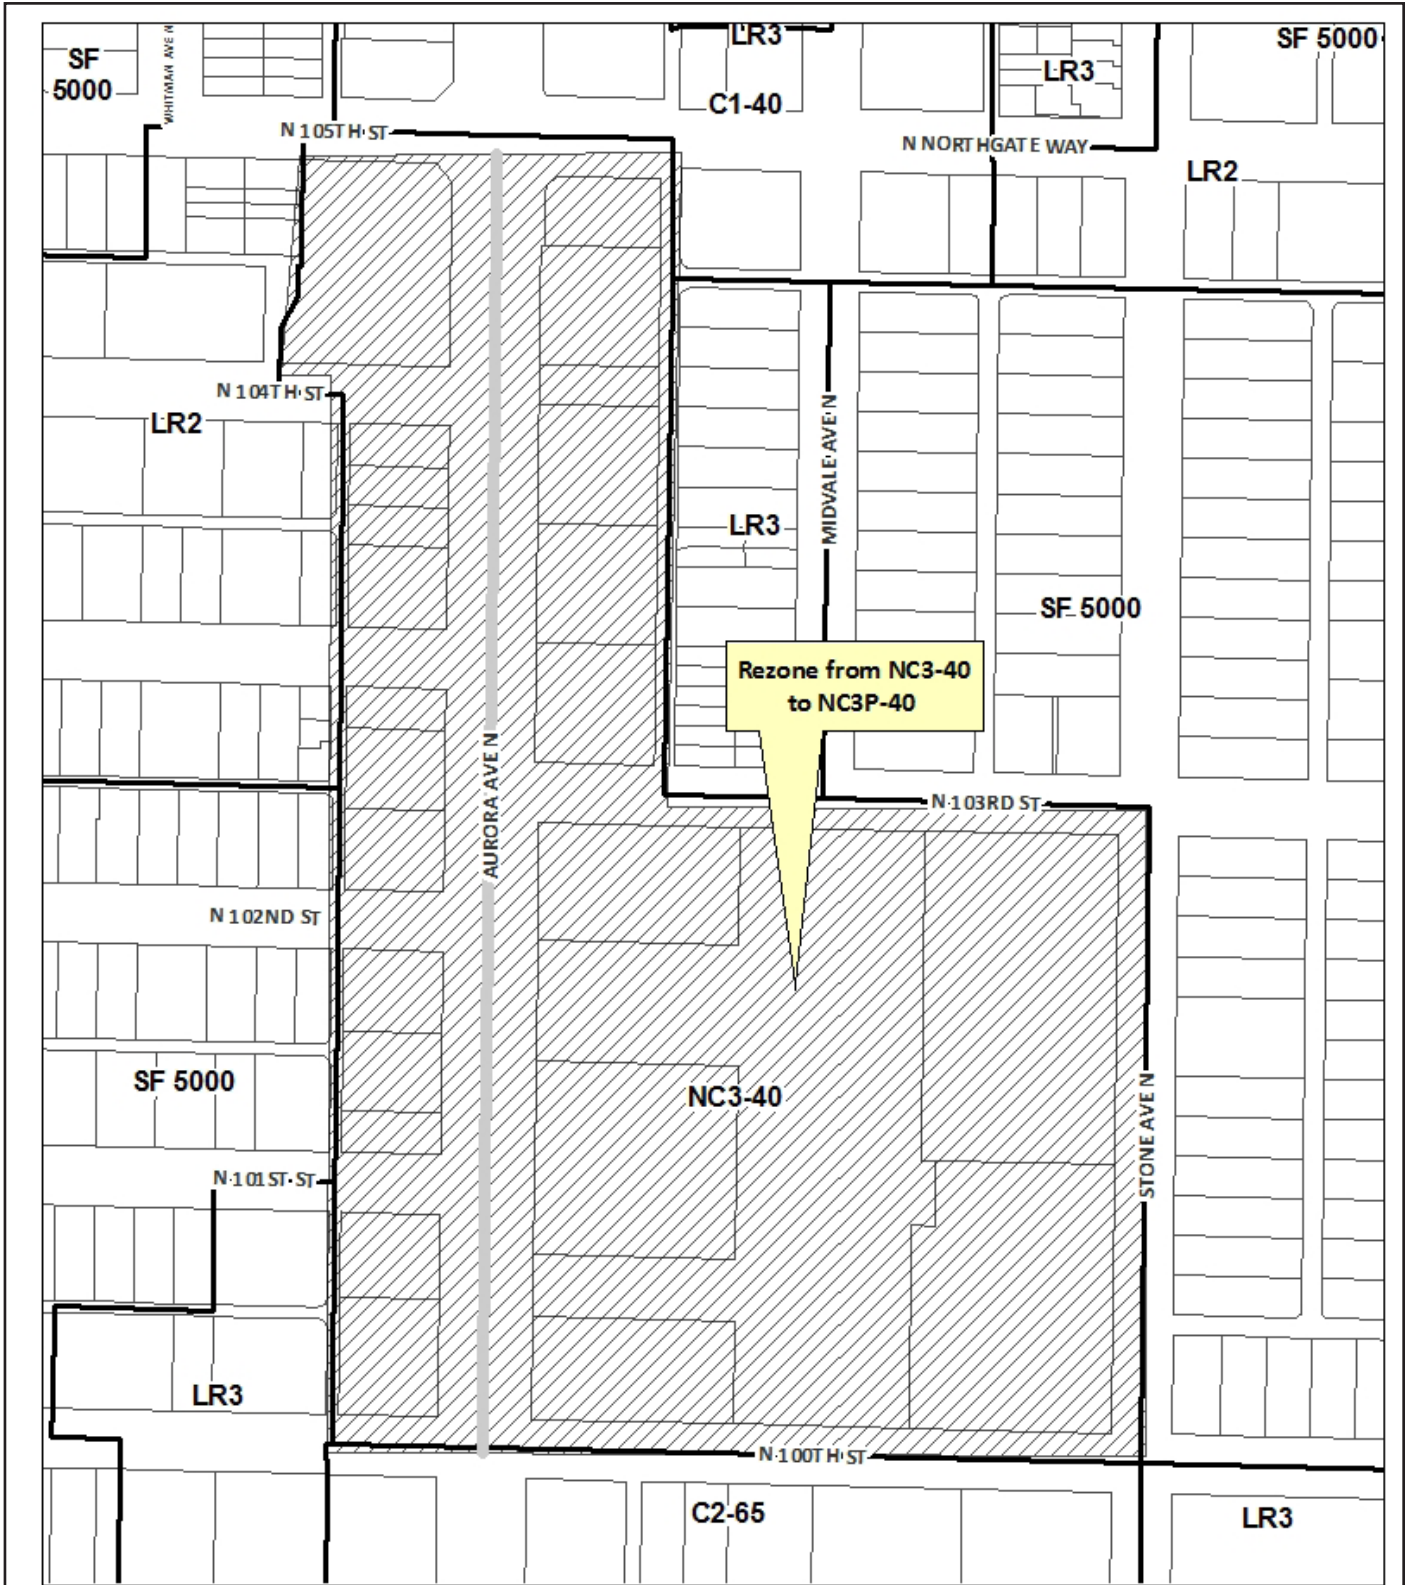 LR3
SF 5000
SF
5000
WHITMAN AVE N
LR3
C1-40
N 105TH ST
N NORTHGATE WAY
LR2
N 104TH ST
LR2
MIDVALE AVE N
LR3
SF 5000
Rezone from NC3-40
to NC3P-40
AURORA AVE N
N 103RD ST
N 102ND ST
SF 5000
NC3-40
STONE AVE N
N 101ST ST
LR3
N 100TH ST
C2-65
LR3